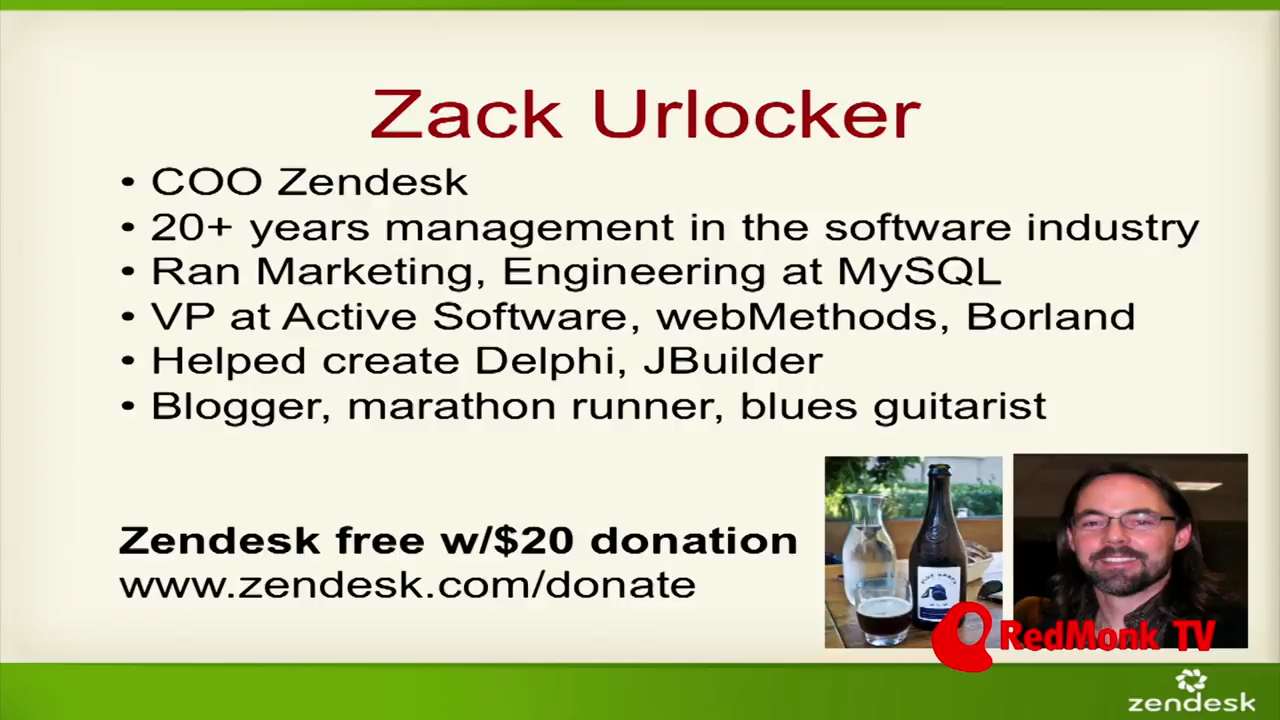 Zack Urlocker
• COO Zendesk
• 20+ years management in the software industry
• Ran Marketing, Engineering at MySQL
• VP at Active Software, webMethods, Borland
• Helped create Delphi, JBuilder
• Blogger, marathon runner, blues guitarist
Zendesk free w/$20 donation
www.zendesk.com/donate
RedMonk TV
zendesk